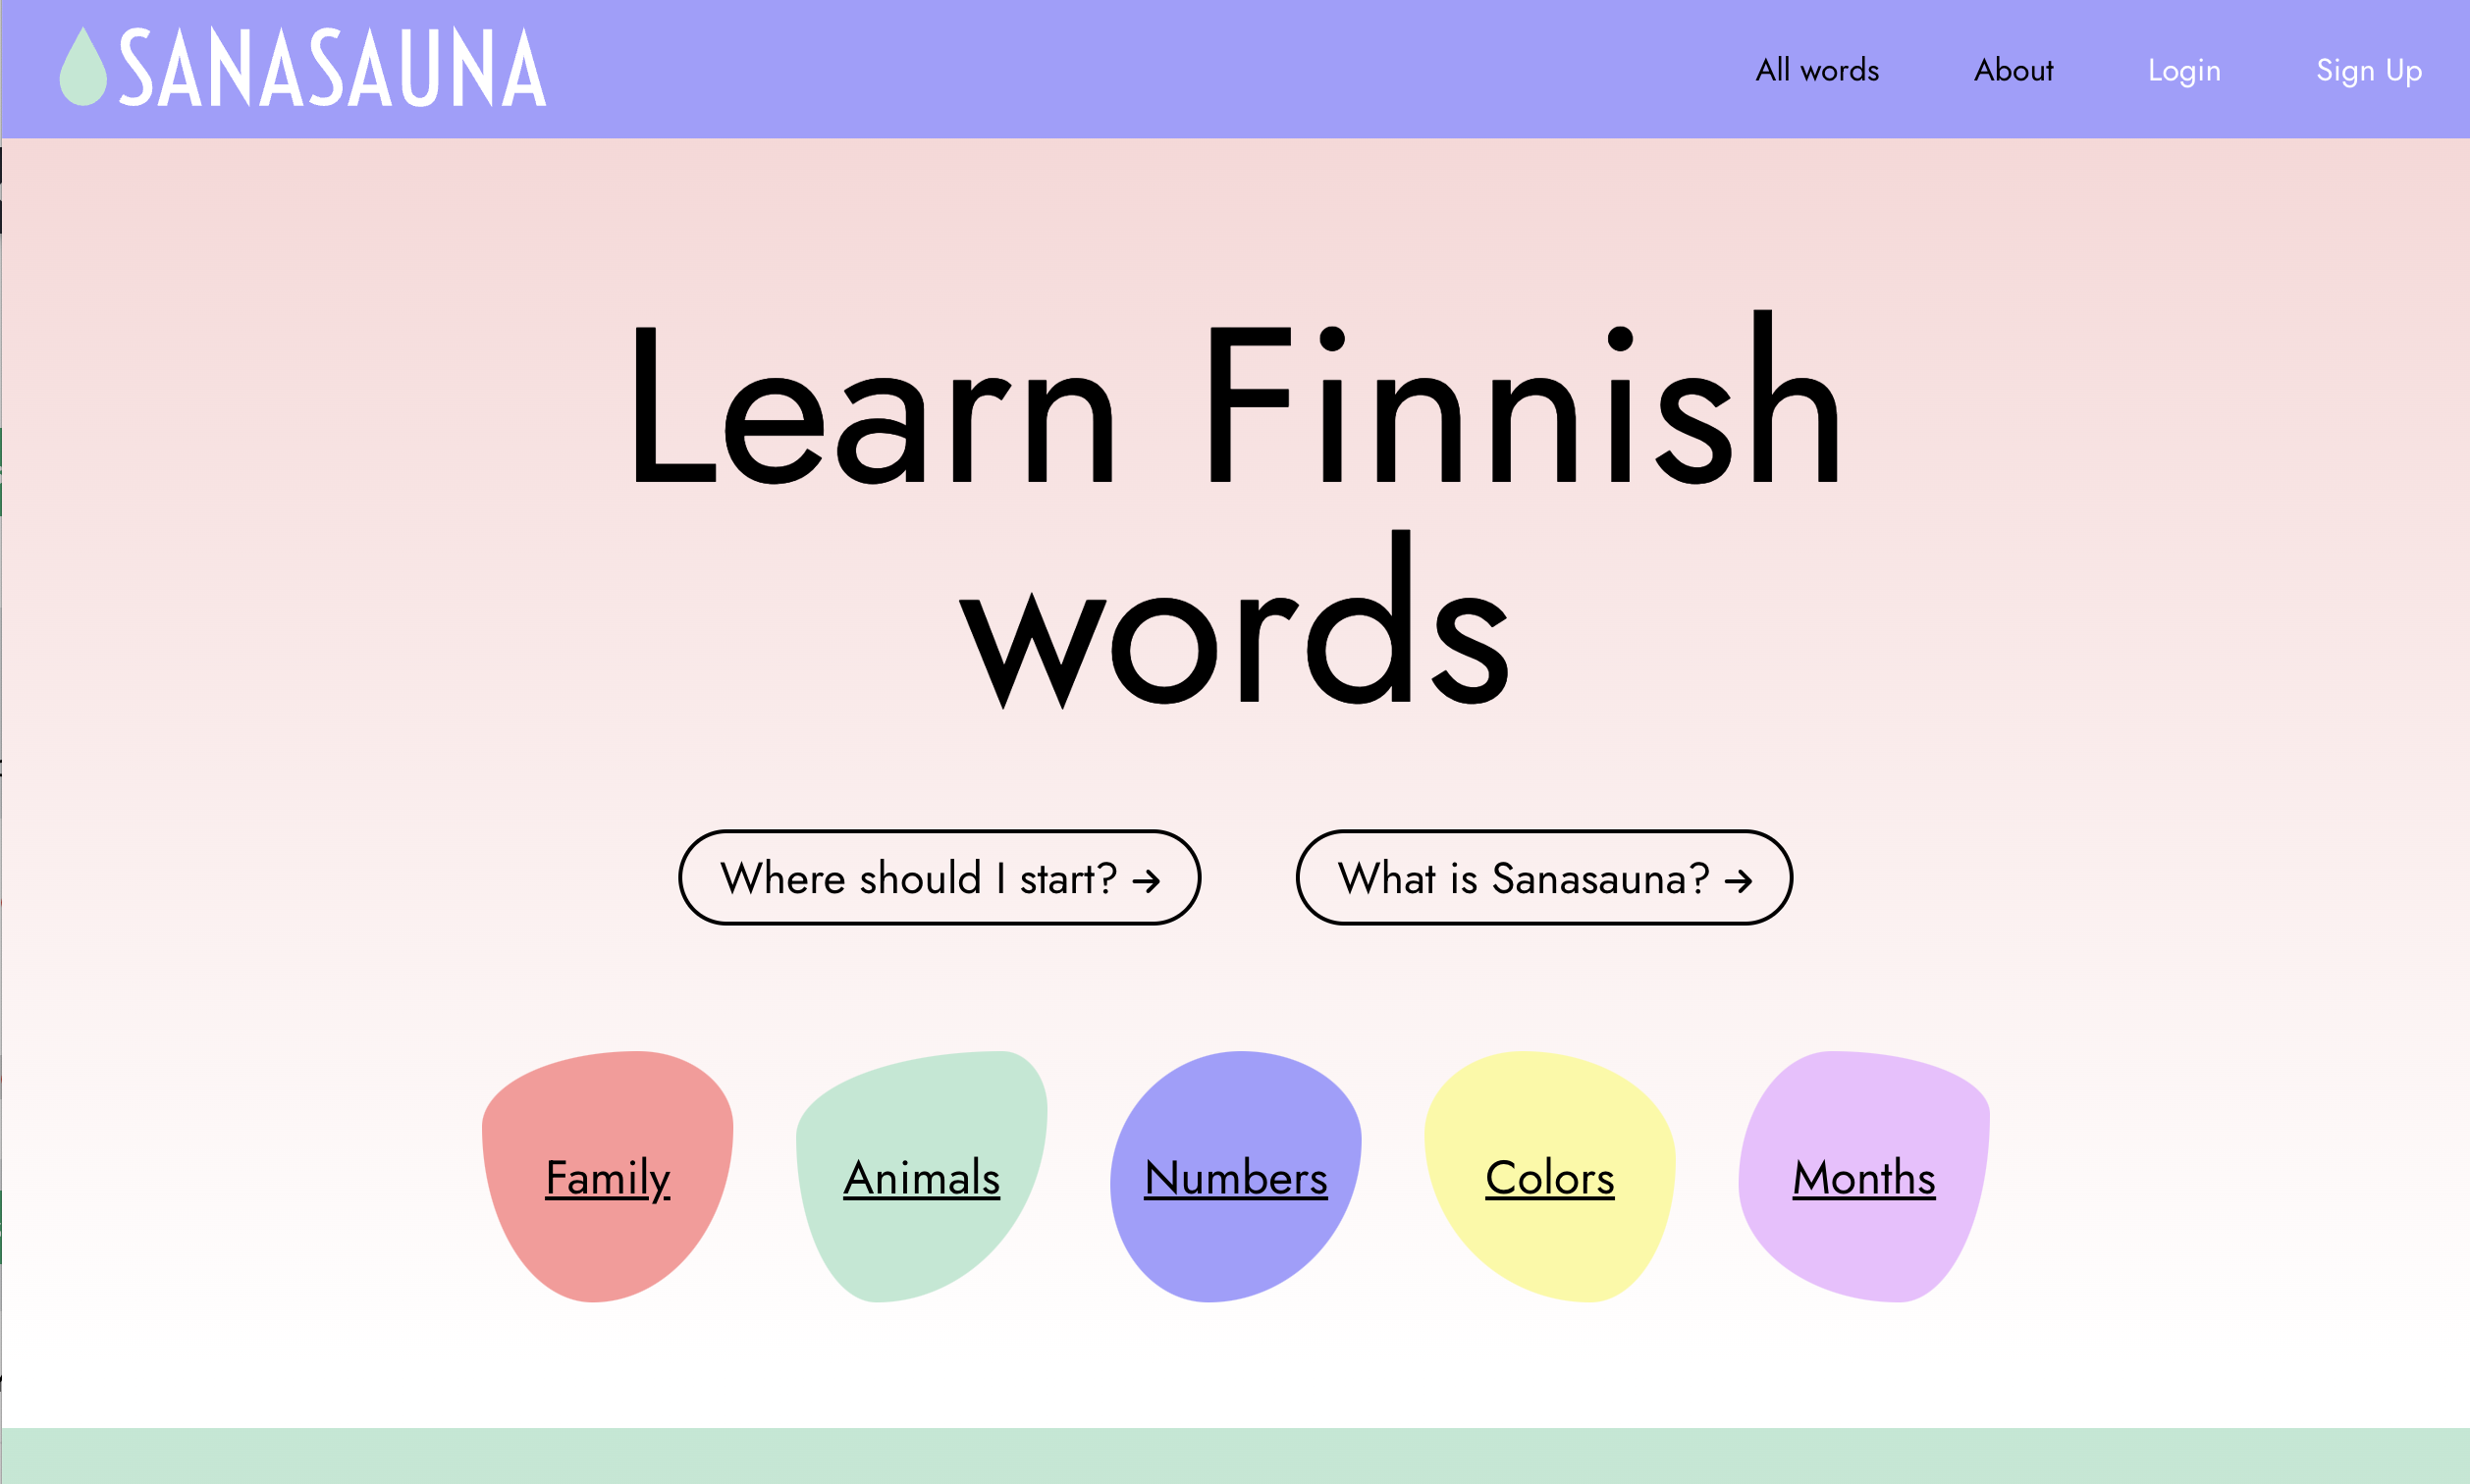 SANASAUNA
All words About Login Sign Up
Learn Finnish
words
Where should I start? → What is Sanasauna? →
Family Animals Numbers Colors Months